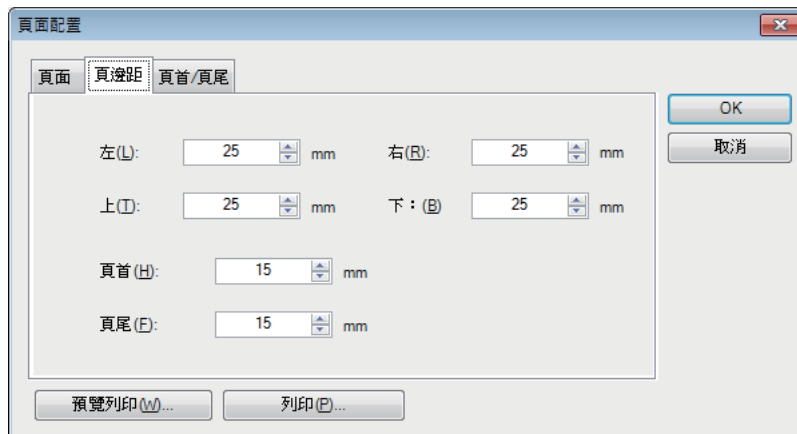 頁面配置
頁面 頁邊距 頁首/頁尾
OK
取消
左(L): 25 mm 右(R): 25 mm
上(T): 25 mm 下：(B) 25 mm
頁首(H): 15 mm
頁尾(F): 15 mm
預覽列印(W)... 列印(P)...